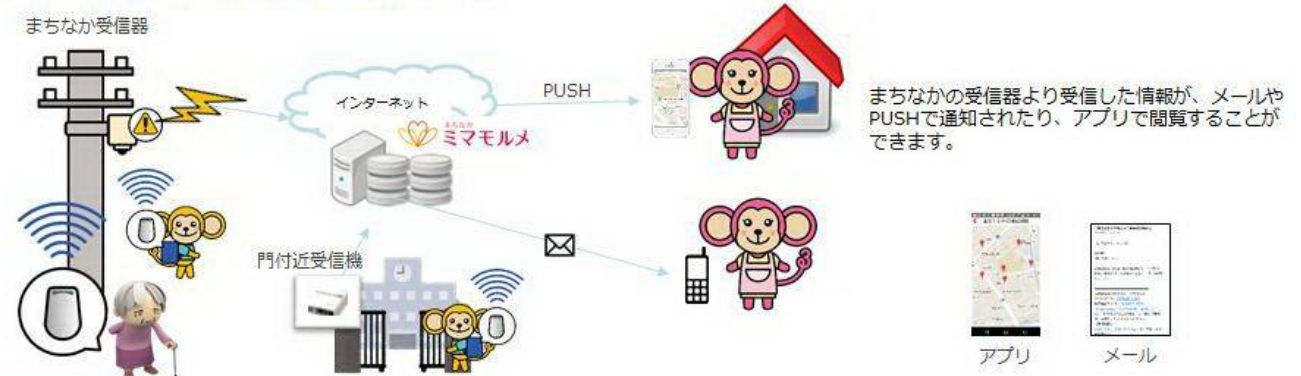 まちなか受信器
インターネット
まちなか
ミマモルメ
PUSH
まちなかの受信器より受信した情報が、メールや
PUSHで通知されたり、アプリで閲覧することが
できます。
門付近受信機
アプリ
メール